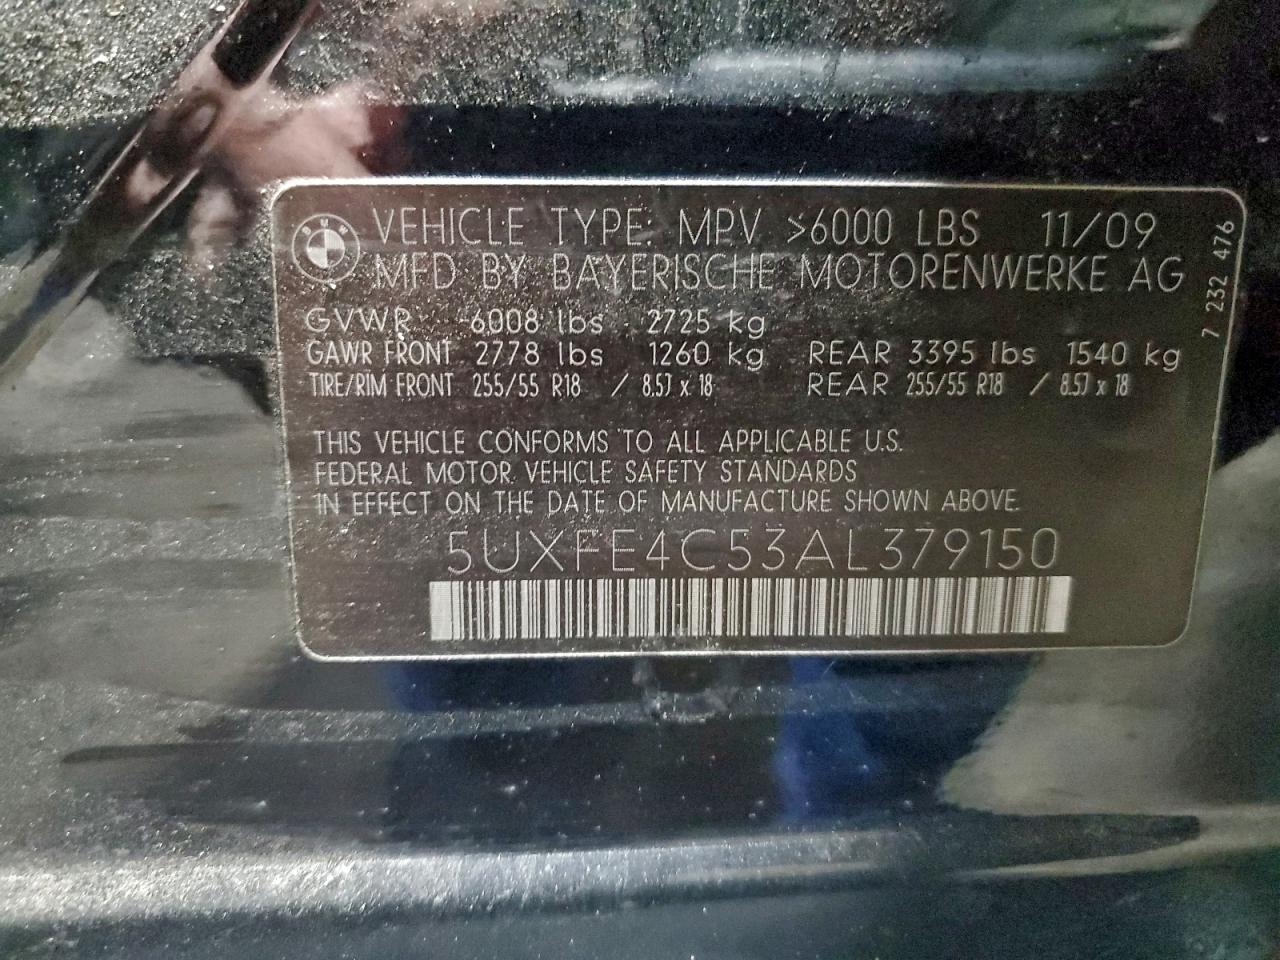 BMW
VEHICLE TYPE: MPV >6000 LBS 11/09
MFD BY BAYERISCHE MOTORENWERKE AG
GVWR 6008 lbs 2725 kg
GAWR FRONT 2778 lbs 1260 kg REAR 3395 lbs 1540 kg
TIRE/RIM FRONT 255/55 R18 / 8.5J x 18 REAR 255/55 R18 / 8.5J x 18
THIS VEHICLE CONFORMS TO ALL APPLICABLE U.S.
FEDERAL MOTOR VEHICLE SAFETY STANDARDS
IN EFFECT ON THE DATE OF MANUFACTURE SHOWN ABOVE.
5UXFE4C53AL379150
7 232 476